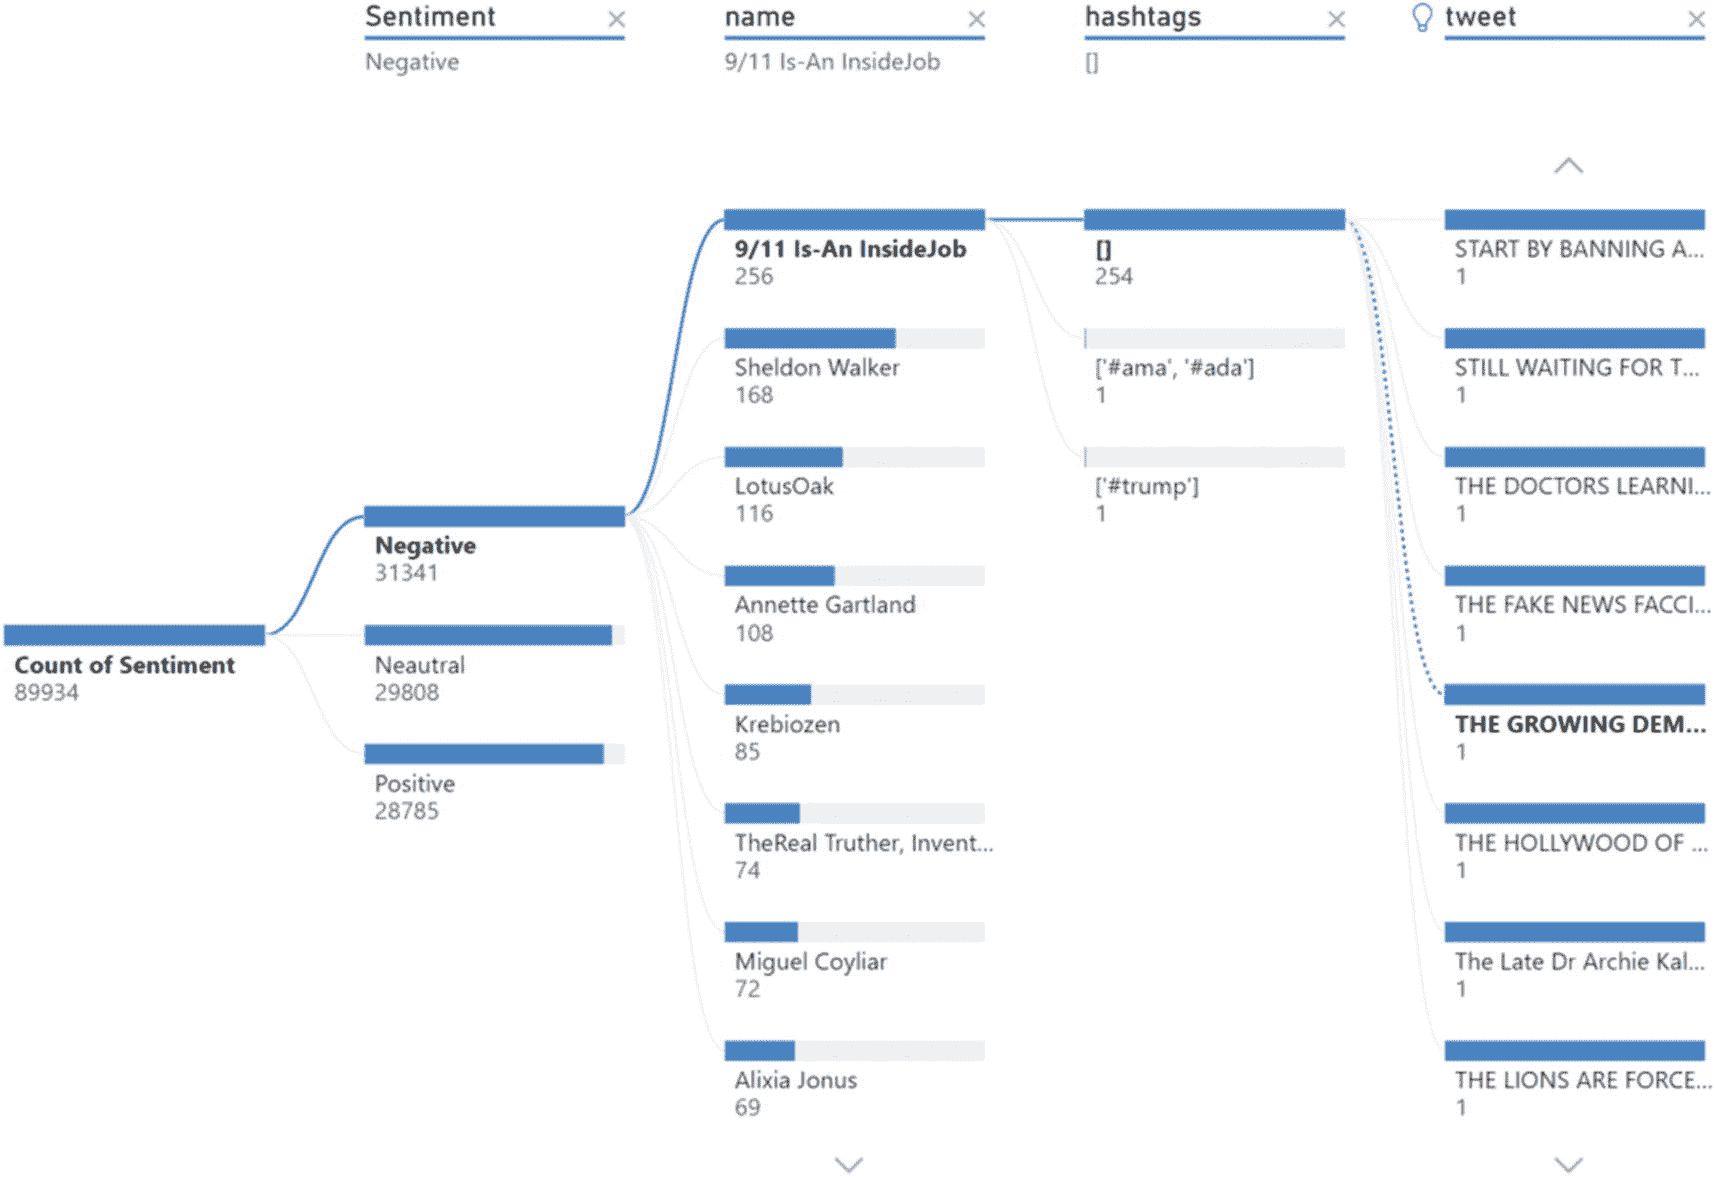 Sentiment
Negative
name
9/11 Is-An InsideJob
hashtags
[]
tweet
Count of Sentiment
89934
Negative
31341
Neautral
29808
Positive
28785
9/11 Is-An InsideJob
256
Sheldon Walker
168
LotusOak
116
Annette Gartland
108
Krebiozen
85
TheReal Truther, Invent...
74
Miguel Coyliar
72
Alixia Jonus
69
[]
254
['#ama', '#ada']
1
['#trump']
1
START BY BANNING A...
1
STILL WAITING FOR T...
1
THE DOCTORS LEARNI...
1
THE FAKE NEWS FACCI...
1
THE GROWING DEM...
1
THE HOLLYWOOD OF ...
1
The Late Dr Archie Kal...
1
THE LIONS ARE FORCE...
1